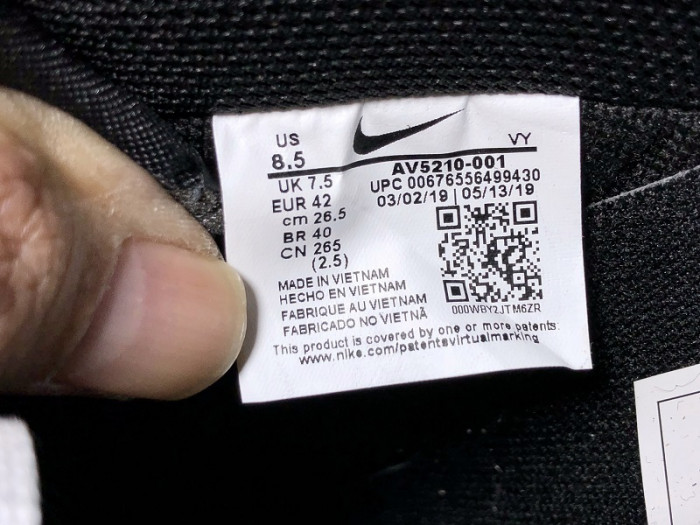 US VY
8.5
AV5210-001
UK 7.5 UPC 00676556499430
EUR 42 03/02/19 | 05/13/19
cm 26.5
BR 40
CN 265
(2.5)
MADE IN VIETNAM
HECHO EN VIETNAM
FABRIQUE AU VIETNAM
FABRICADO NO VIETNÃ
000WBY2JTM6ZR
This product is covered by one or more patents.
www.nike.com/patentsvirtualmarking